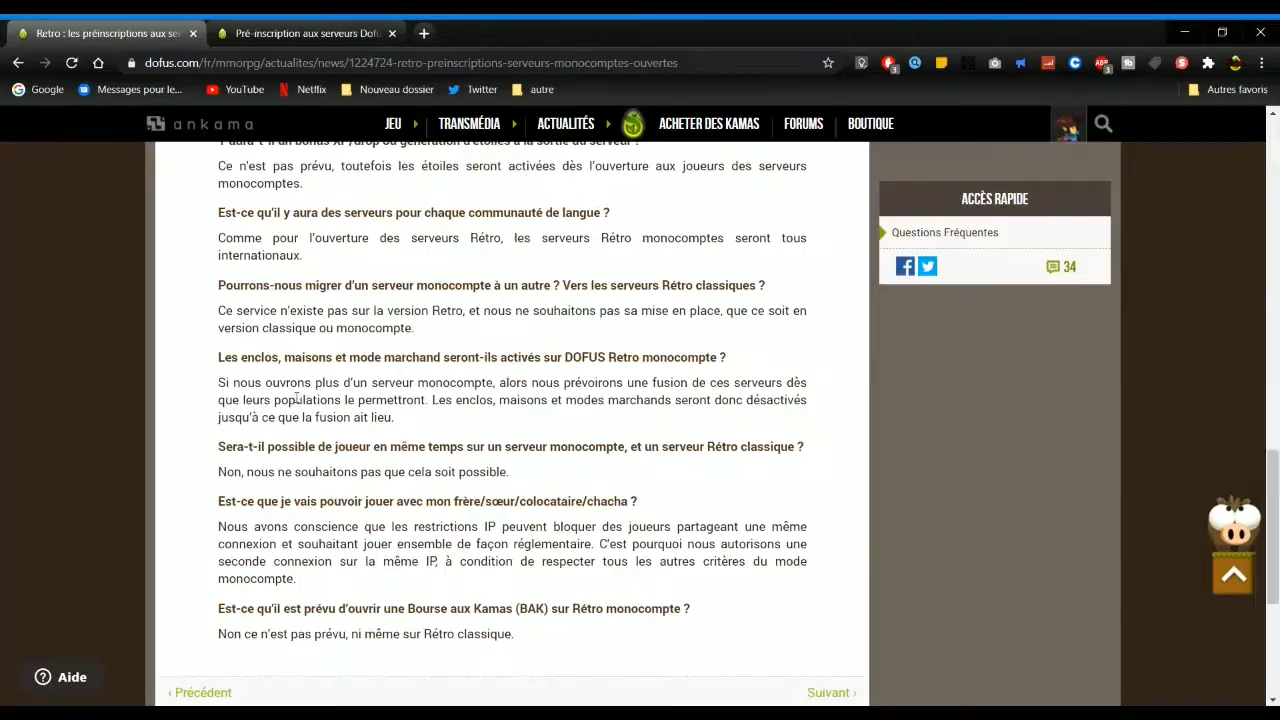 Retro : les préinscriptions aux se
Pré-inscription aux serveurs Dofu
dofus.com/fr/mmorpg/actualites/news/1224724-retro-preinscriptions-serveurs-monocomptes-ouvertes
Google
Messages pour le...
YouTube
Netflix
Nouveau dossier
Twitter
autre
Autres favoris
ankama
JEU
TRANSMÉDIA
ACTUALITÉS
ACHETER DES KAMAS
FORUMS
BOUTIQUE
Y aura-t-il un bonus XP/drop ou génération d'étoiles à la sortie du serveur ?
Ce n'est pas prévu, toutefois les étoiles seront activées dès l'ouverture aux joueurs des serveurs
monocomptes.
Est-ce qu'il y aura des serveurs pour chaque communauté de langue ?
Comme pour l'ouverture des serveurs Rétro, les serveurs Rétro monocomptes seront tous
internationaux.
Pourrons-nous migrer d'un serveur monocompte à un autre ? Vers les serveurs Rétro classiques ?
Ce service n'existe pas sur la version Retro, et nous ne souhaitons pas sa mise en place, que ce soit en
version classique ou monocompte.
Les enclos, maisons et mode marchand seront-ils activés sur DOFUS Retro monocompte ?
Si nous ouvrons plus d'un serveur monocompte, alors nous prévoirons une fusion de ces serveurs dès
que leurs populations le permettront. Les enclos, maisons et modes marchands seront donc désactivés
jusqu'à ce que la fusion ait lieu.
Sera-t-il possible de joueur en même temps sur un serveur monocompte, et un serveur Rétro classique ?
Non, nous ne souhaitons pas que cela soit possible.
Est-ce que je vais pouvoir jouer avec mon frère/sœur/colocataire/chacha ?
Nous avons conscience que les restrictions IP peuvent bloquer des joueurs partageant une même
connexion et souhaitant jouer ensemble de façon réglementaire. C'est pourquoi nous autorisons une
seconde connexion sur la même IP, à condition de respecter tous les autres critères du mode
monocompte.
Est-ce qu'il est prévu d'ouvrir une Bourse aux Kamas (BAK) sur Rétro monocompte ?
Non ce n'est pas prévu, ni même sur Rétro classique.
‹ Précédent
Suivant ›
ACCÈS RAPIDE
Questions Fréquentes
34
Aide